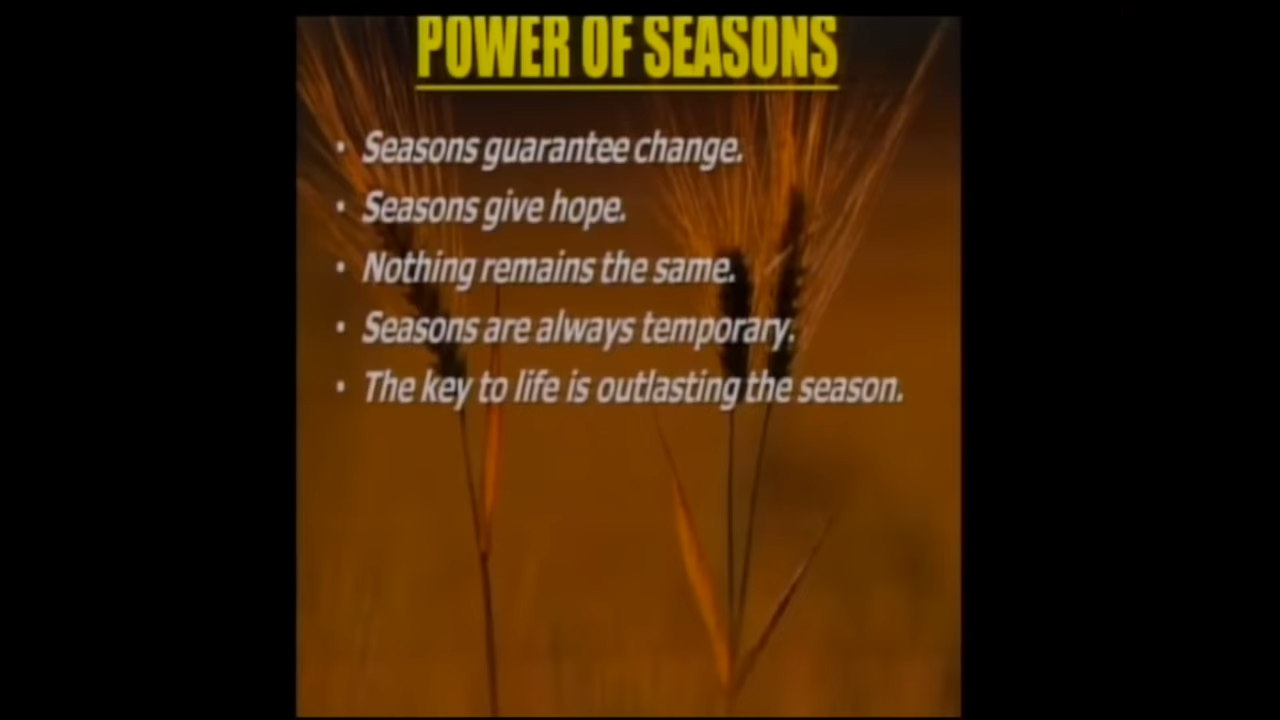 POWER OF SEASONS
• Seasons guarantee change.
• Seasons give hope.
• Nothing remains the same.
• Seasons are always temporary.
• The key to life is outlasting the season.